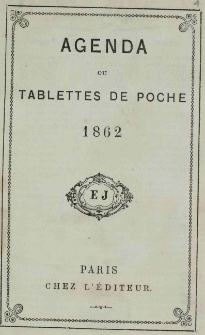 AGENDA
OU
TABLETTES DE POCHE
1862
EJ
PARIS
CHEZ L'ÉDITEUR.